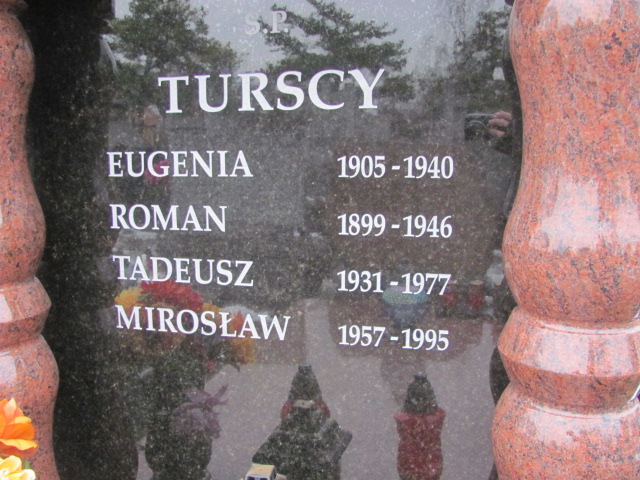 Ś.P.
TURSCY
EUGENIA 1905 - 1940
ROMAN 1899 - 1946
TADEUSZ 1931 - 1977
MIROSŁAW 1957 - 1995